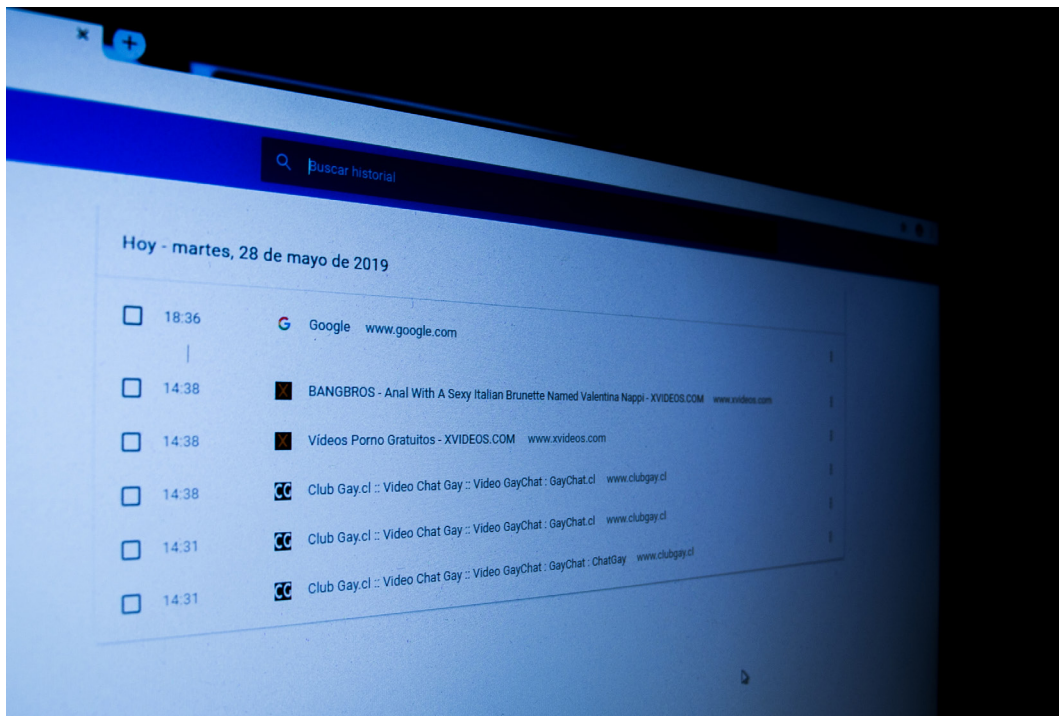 Buscar historial
Hoy - martes, 28 de mayo de 2019
18:36 G Google www.google.com
14:38 X BANGBROS - Anal With A Sexy Italian Brunette Named Valentina Nappi - XVIDEOS.COM www.xvideos.com
14:38 X Vídeos Porno Gratuitos - XVIDEOS.COM www.xvideos.com
14:38 CG Club Gay.cl :: Video Chat Gay :: Video GayChat : GayChat.cl www.clubgay.cl
14:31 CG Club Gay.cl :: Video Chat Gay :: Video GayChat : GayChat.cl www.clubgay.cl
14:31 CG Club Gay.cl :: Video Chat Gay :: Video GayChat : GayChat : ChatGay www.clubgay.cl